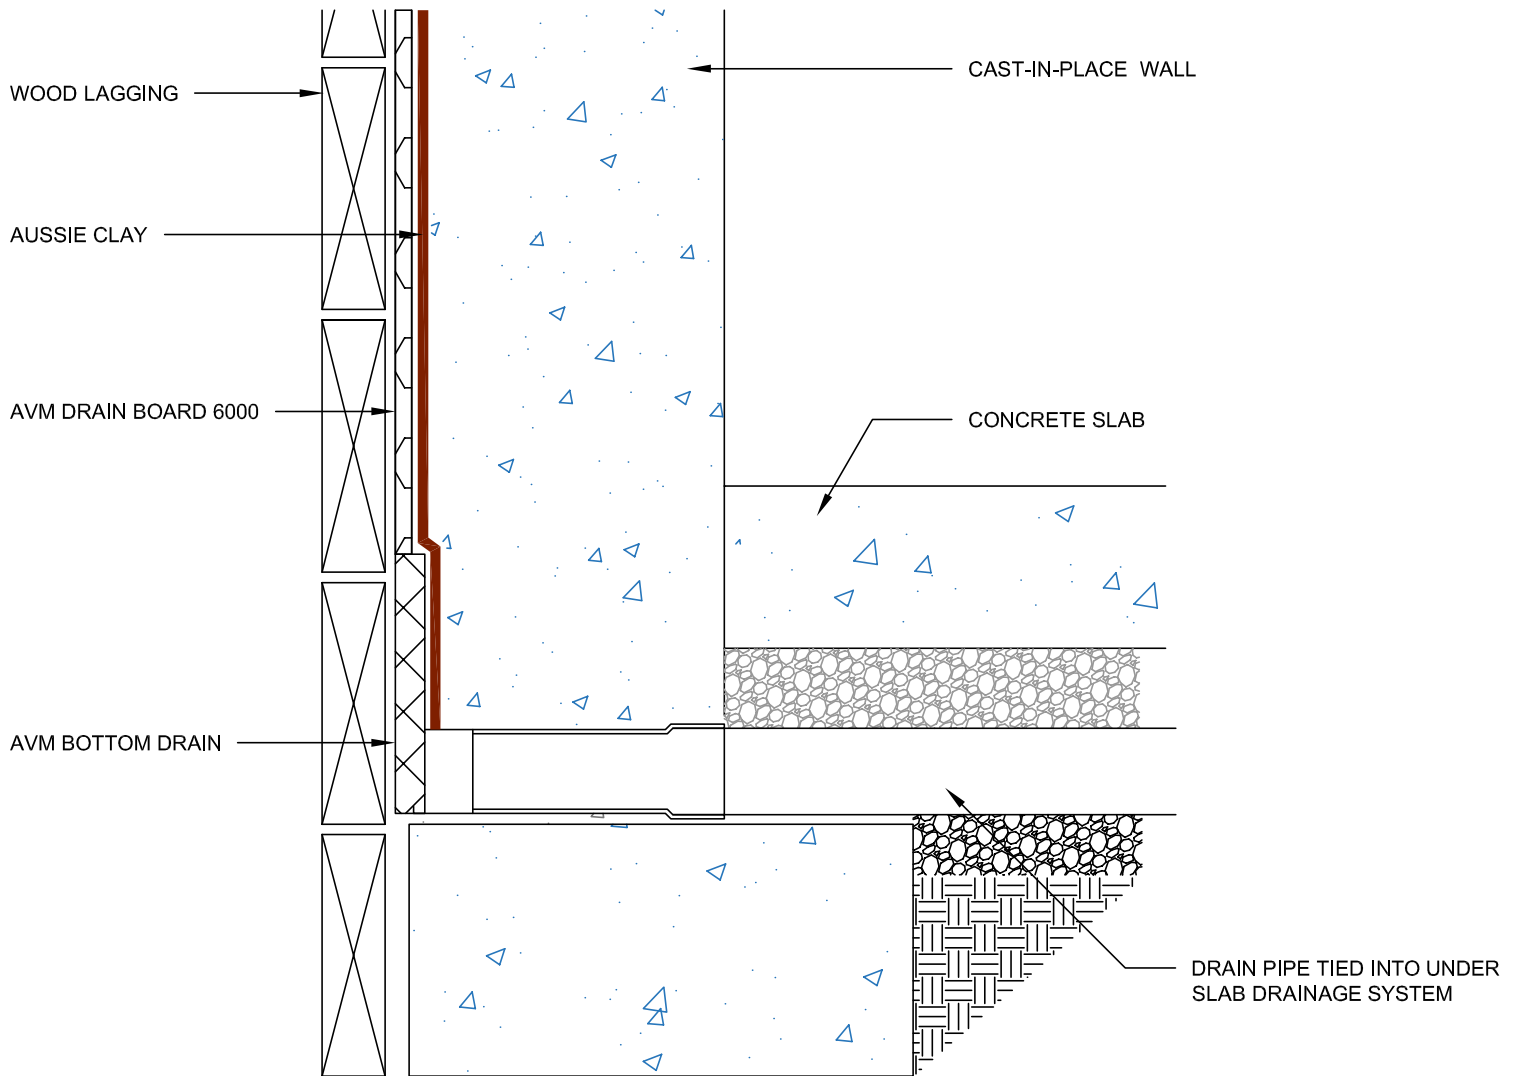 CAST-IN-PLACE WALL
WOOD LAGGING
AUSSIE CLAY
AVM DRAIN BOARD 6000
CONCRETE SLAB
AVM BOTTOM DRAIN
DRAIN PIPE TIED INTO UNDER
SLAB DRAINAGE SYSTEM